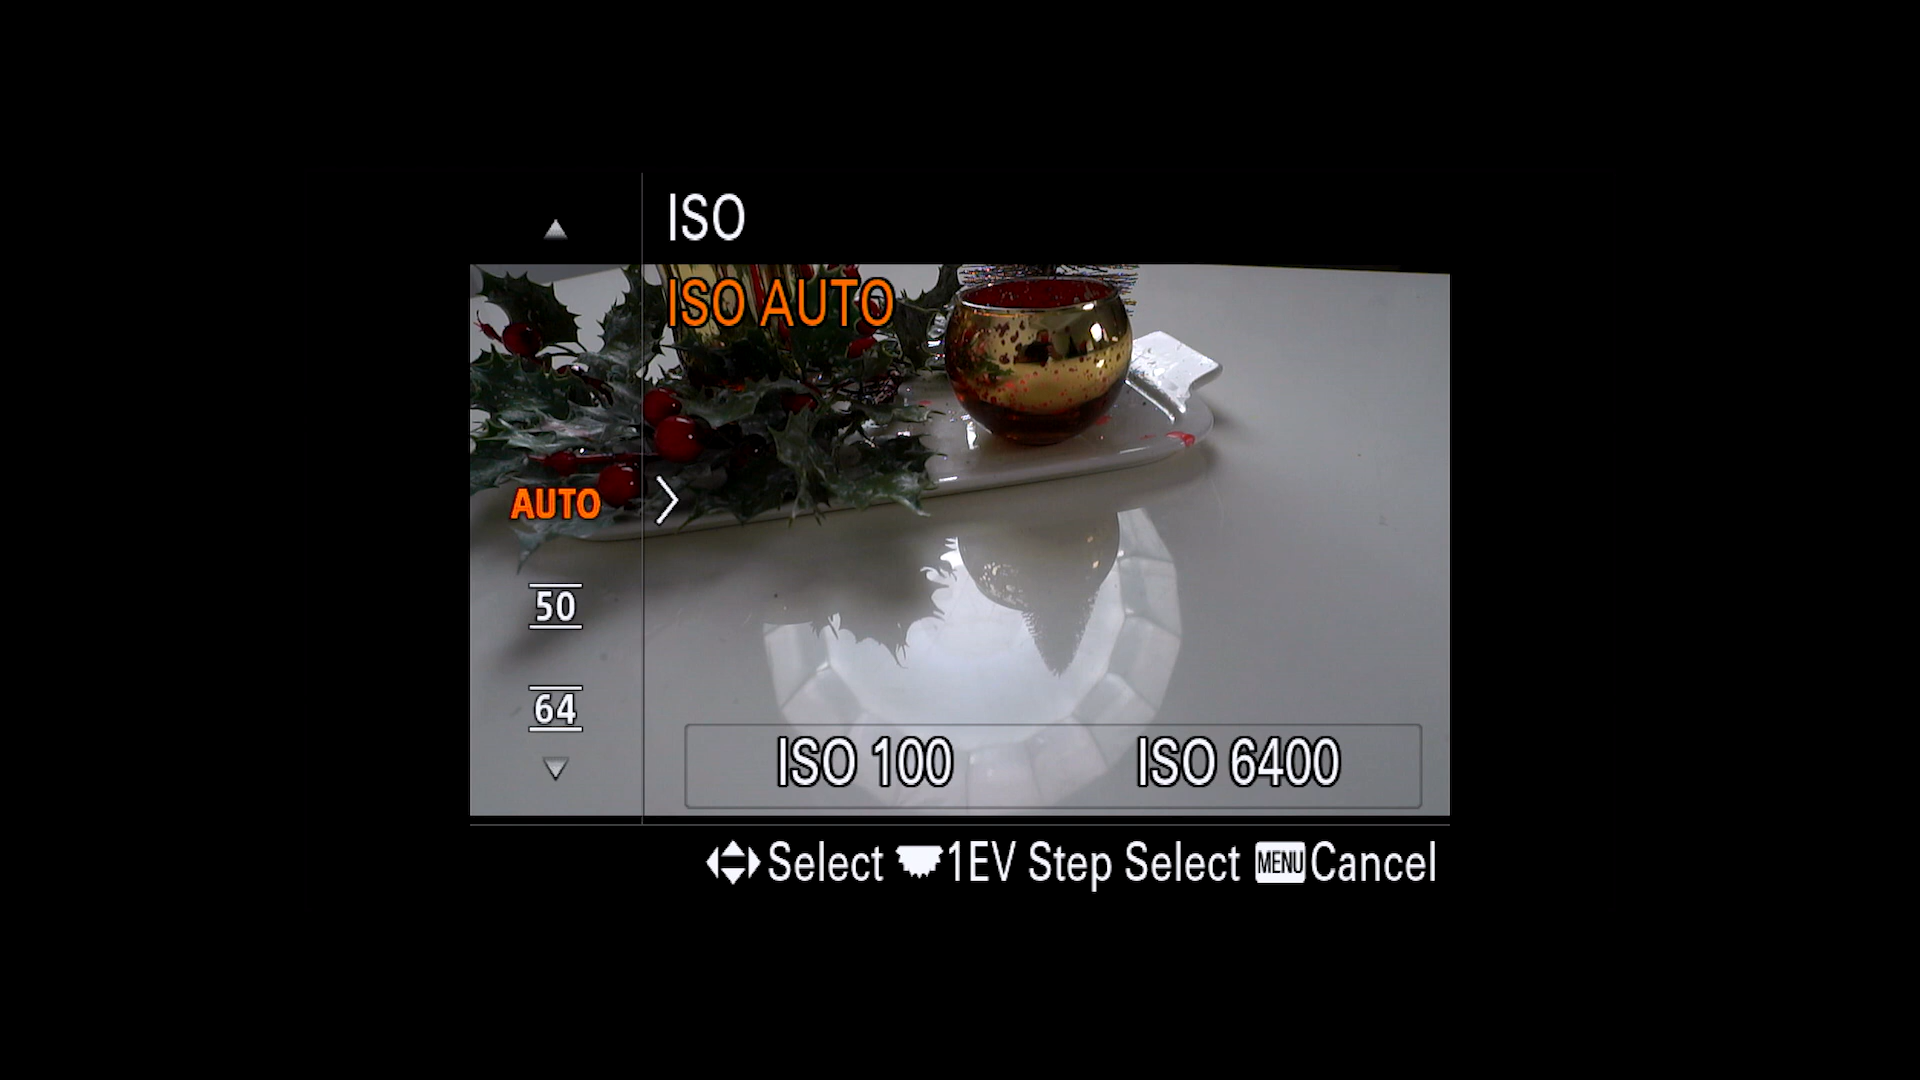 ISO
ISO AUTO
AUTO
50
64
ISO 100 ISO 6400
Select 1EV Step Select MENU Cancel